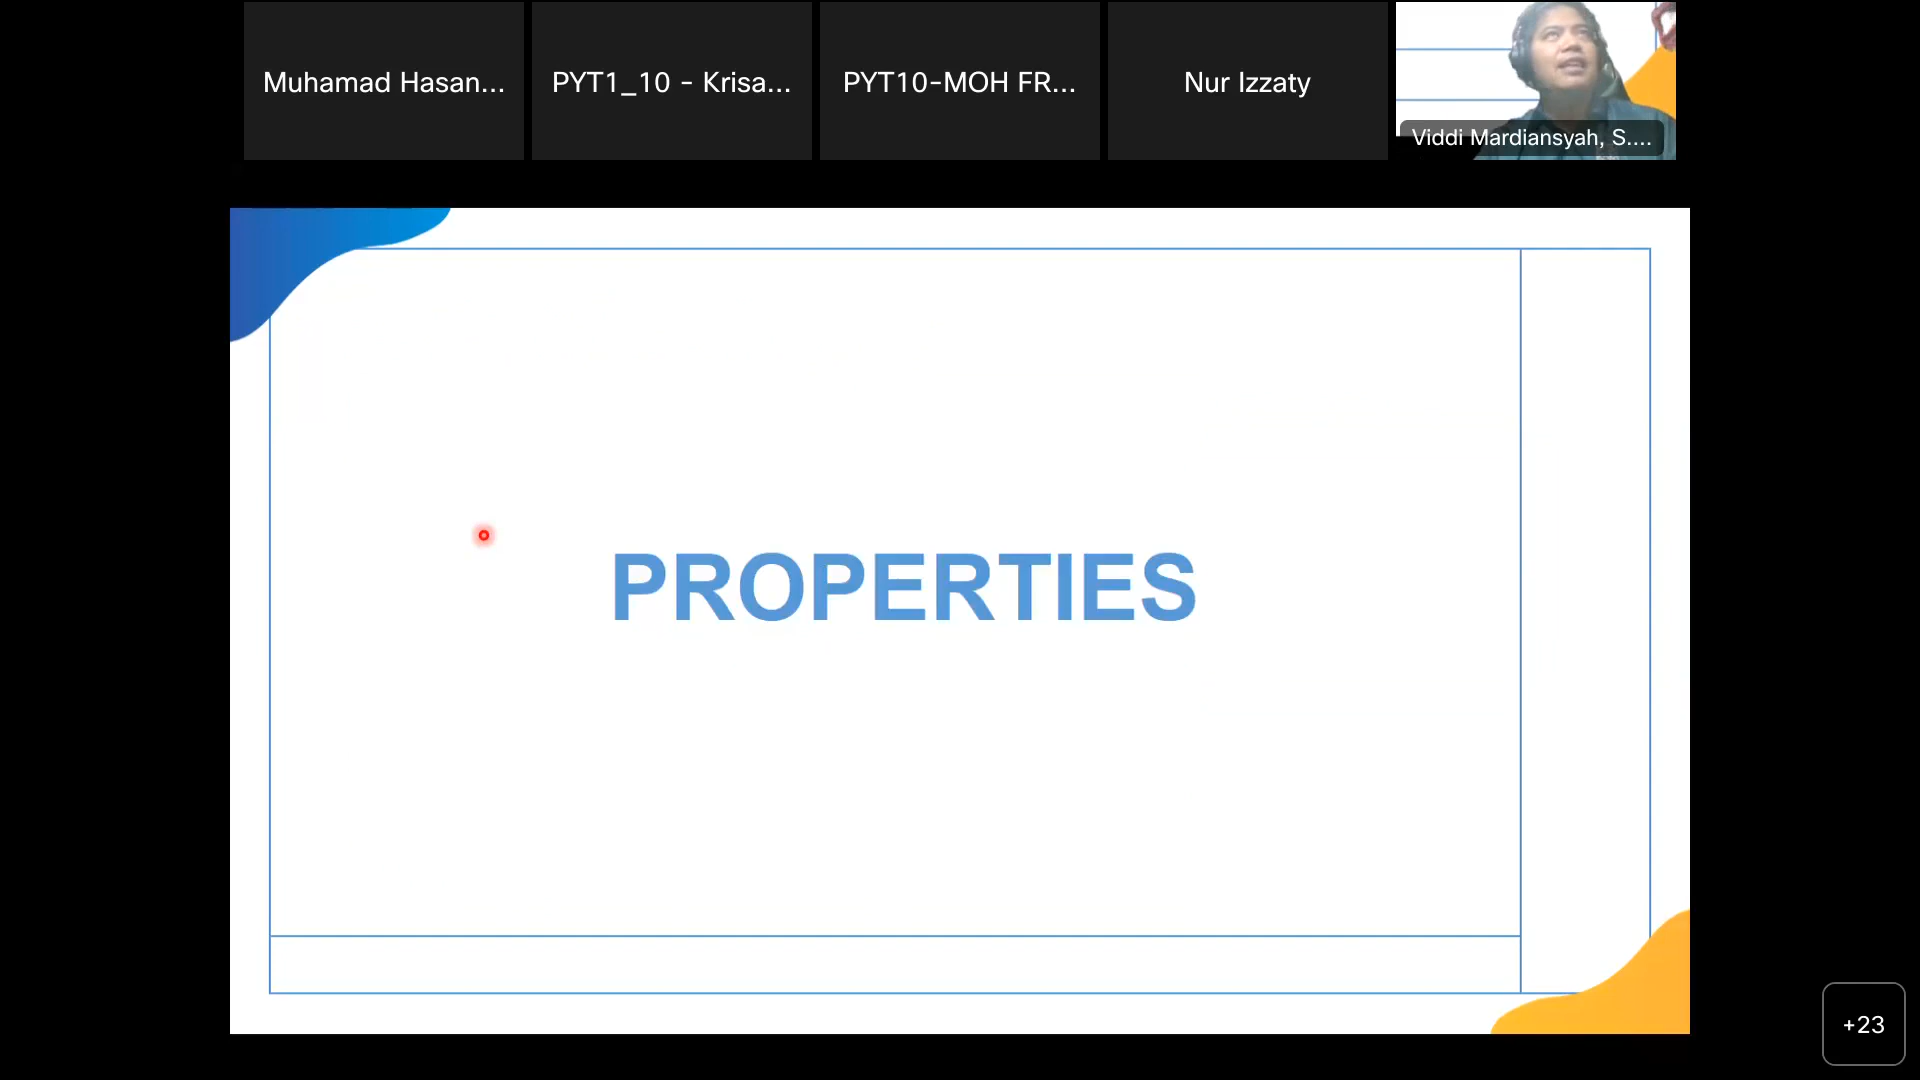 Muhamad Hasan...
PYT1_10 - Krisa...
PYT10-MOH FR...
Nur Izzaty
Viddi Mardiansyah, S....
PROPERTIES
+23